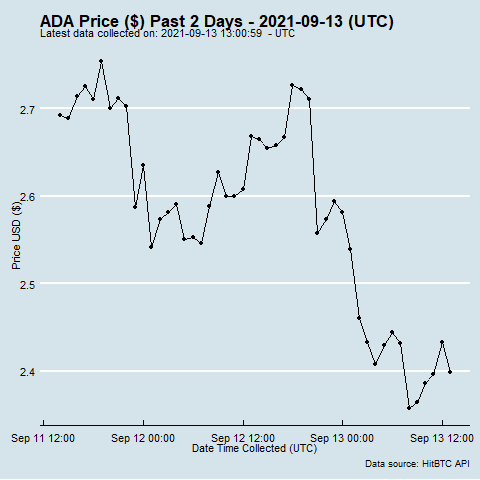 ADA Price ($) Past 2 Days - 2021-09-13 (UTC)
Latest data collected on: 2021-09-13 13:00:59  - UTC
Price USD ($)
2.7
2.6
2.5
2.4
Sep 11 12:00 Sep 12 00:00 Sep 12 12:00 Sep 13 00:00 Sep 13 12:00
Date Time Collected (UTC)
Data source: HitBTC API